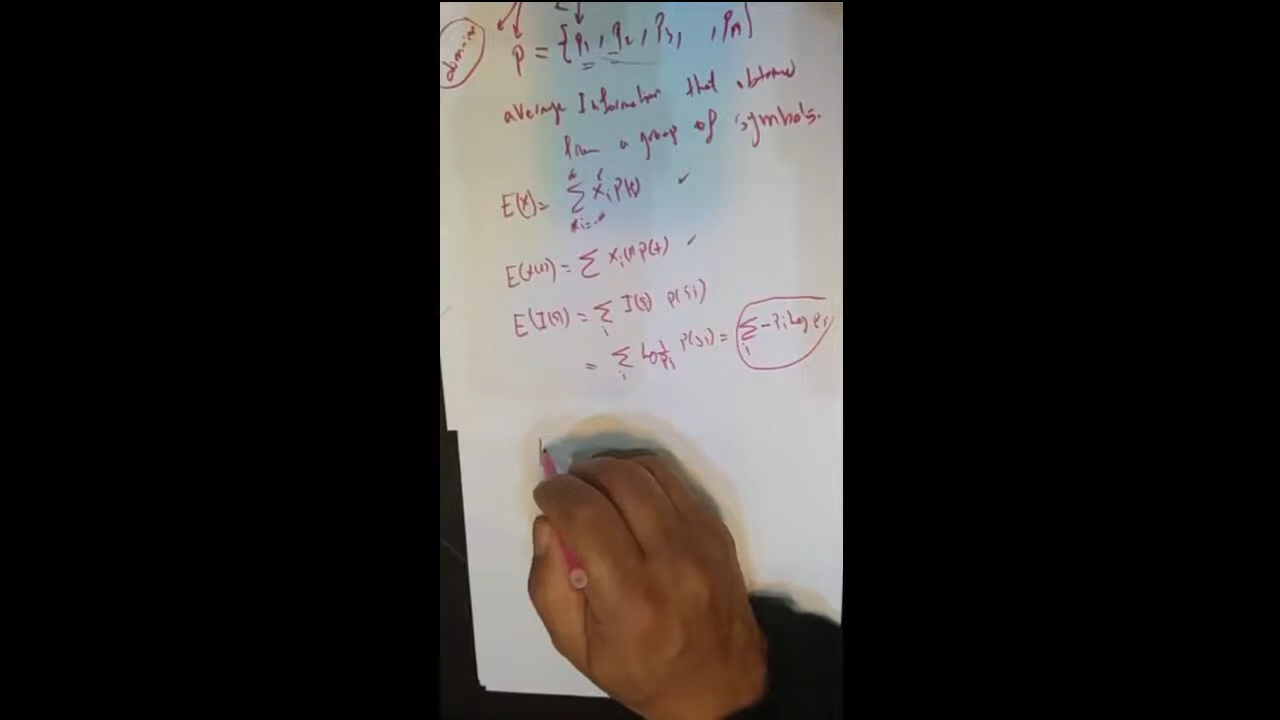 P = {P1, P2, P3, , Pn}
average Information that obtained
from a group of symbols.
E(X) = ∑ xi P(x) ✓
E(x(t)) = ∑ xi(t) P(t) ✓
E(I(s)) = ∑i I(s) P(si)
= ∑i Log 1/Pi P(si) = ∑i -Pi Log Pi